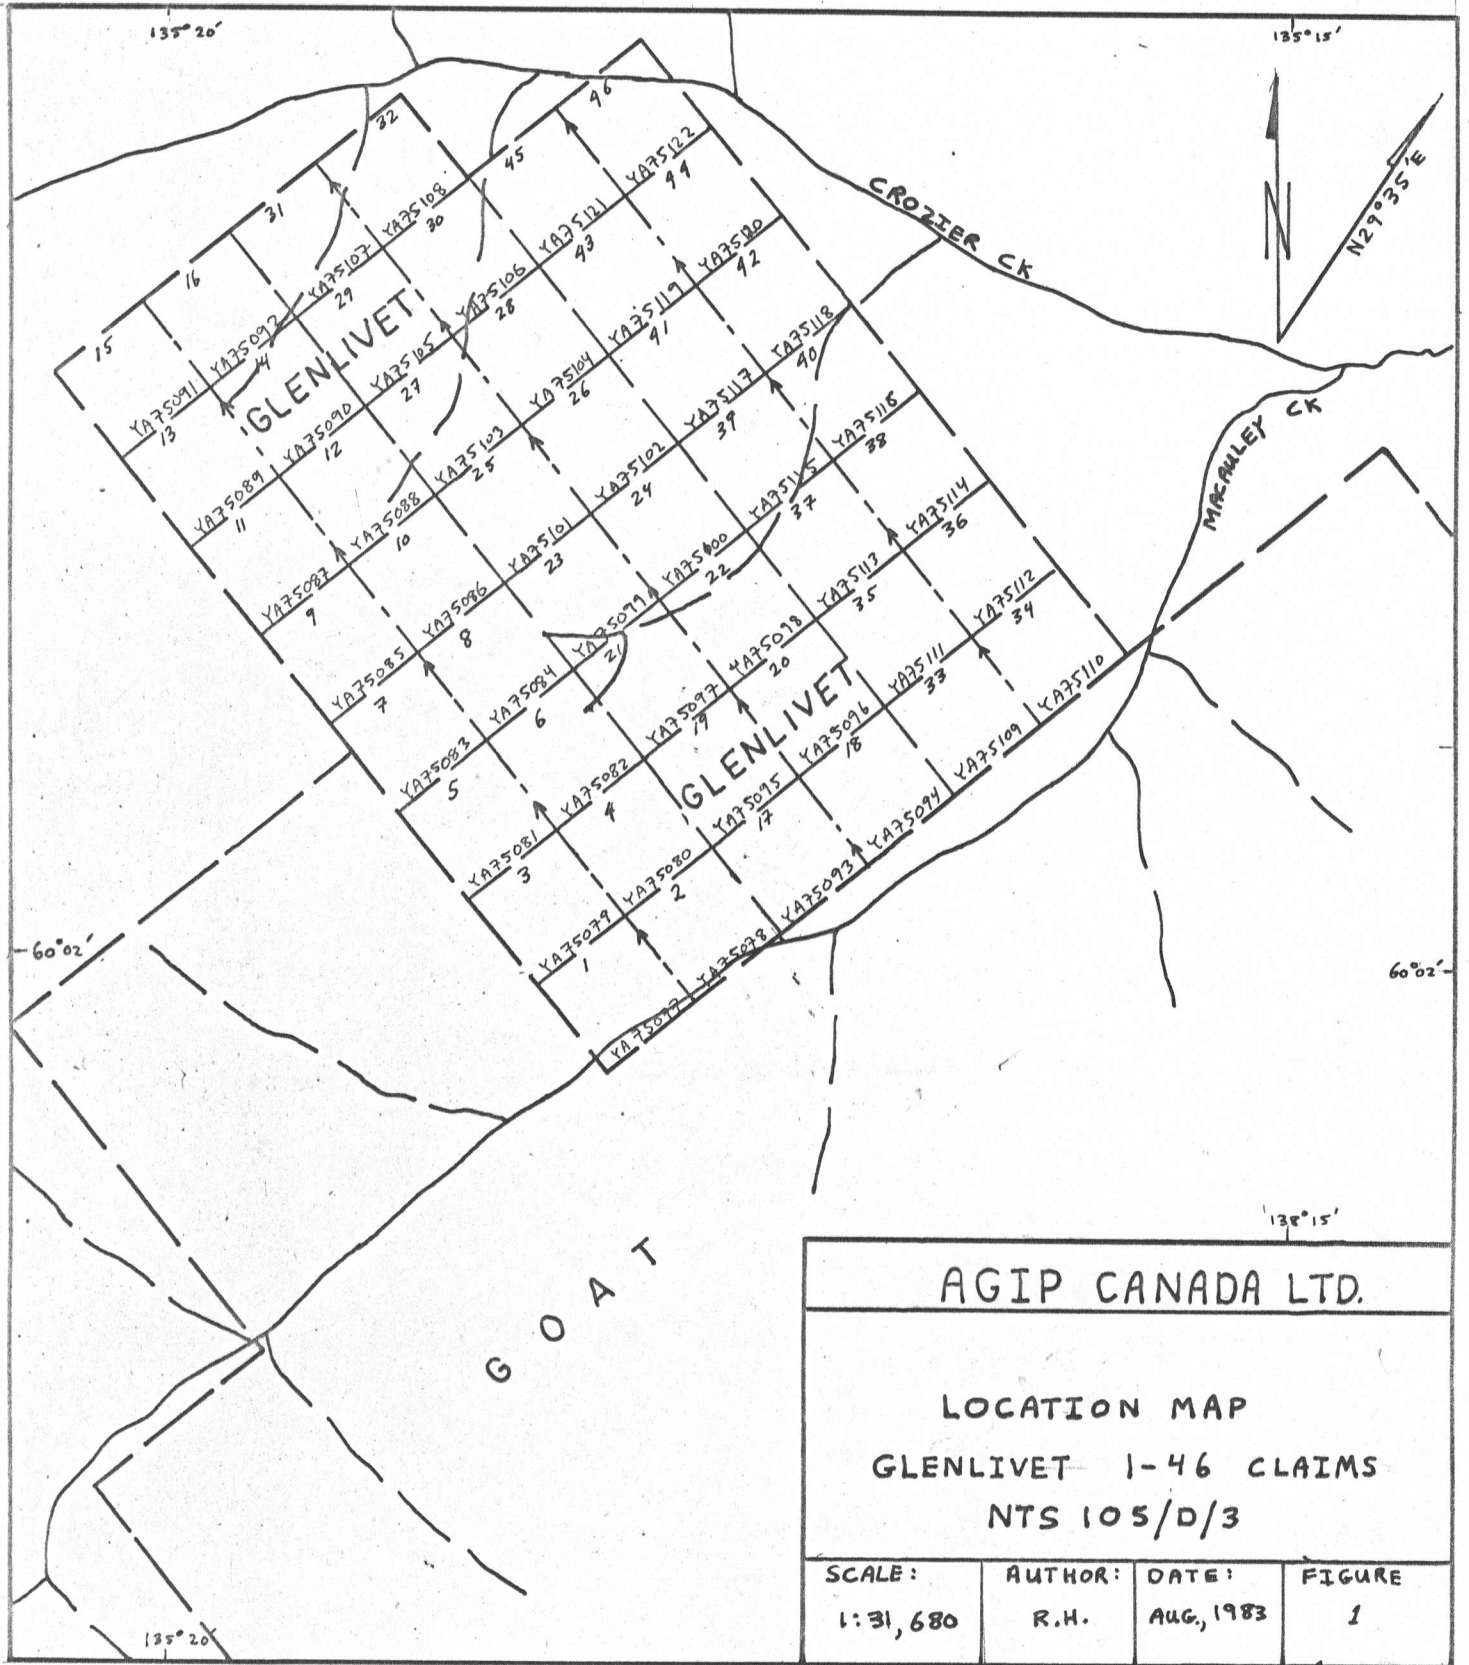 135° 20'
135° 15'
N
N29°35'E
CROZIER CK
MACAULEY CK
46
32
45
31
16
15
YA75122
44
YA75108
30
YA75121
43
YA75107
29
YA75120
42
YA75106
28
YA75092
14
YA75119
41
GLENLIVET
YA75105
27
YA75091
13
YA75118
40
YA75104
26
YA75090
12
YA75117
39
YA75103
25
YA75089
11
YA75116
38
YA75102
24
YA75088
10
YA75115
37
YA75101
23
YA75087
9
YA75114
36
YA75100
22
YA75086
8
YA75113
35
YA75099
21
YA75085
7
YA75112
34
YA75098
20
YA75084
6
YA75111
33
YA75097
19
YA75083
5
YA75110
YA75096
18
YA75082
4
GLENLIVET
YA75109
YA75095
17
YA75081
3
YA75094
YA75080
2
YA75093
YA75079
1
YA75078
YA75077
60°02'
60°02'
GOAT
138° 15'
135° 20'
AGIP CANADA LTD.
LOCATION MAP
GLENLIVET 1-46 CLAIMS
NTS 105/D/3
SCALE:
1:31,680
AUTHOR:
R.H.
DATE:
AUG., 1983
FIGURE
1